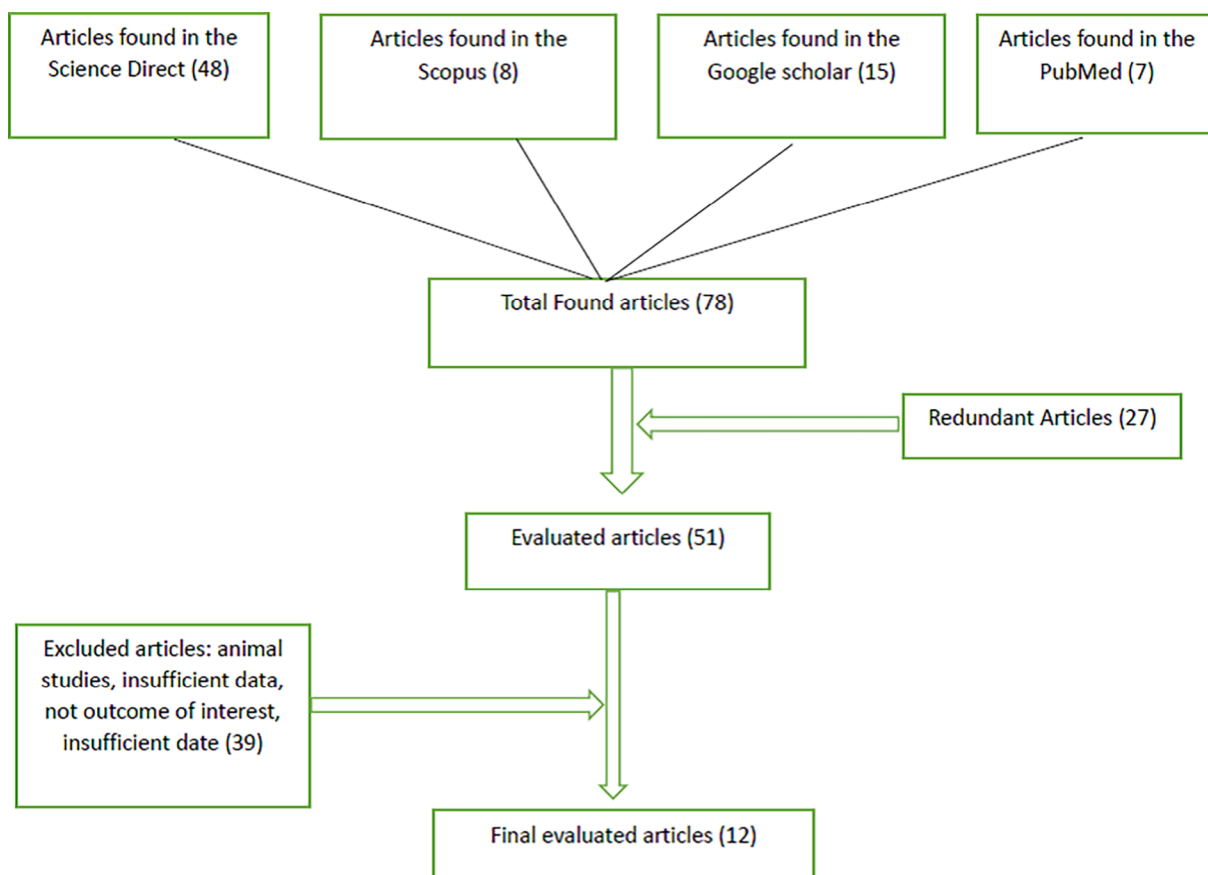 Articles found in the
Science Direct (48)
Articles found in the
Scopus (8)
Articles found in the
Google scholar (15)
Articles found in the
PubMed (7)
Total Found articles (78)
Redundant Articles (27)
Evaluated articles (51)
Excluded articles: animal
studies, insufficient data,
not outcome of interest,
insufficient date (39)
Final evaluated articles (12)